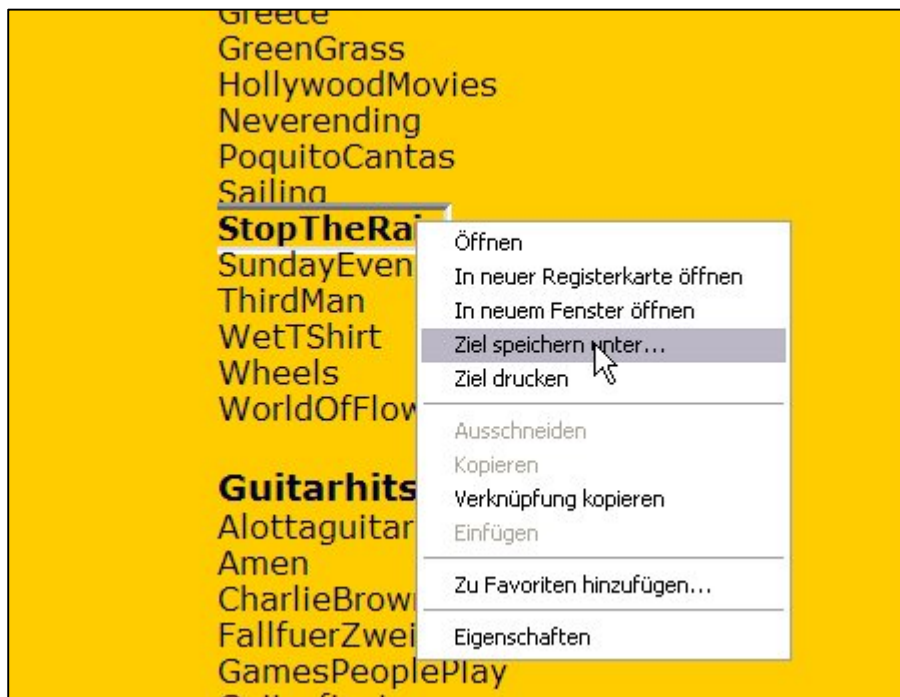 Greece
GreenGrass
HollywoodMovies
Neverending
PoquitoCantas
Sailing
StopTheRai
SundayEven
ThirdMan
WetTShirt
Wheels
WorldOfFlow
Guitarhits
Alottaguitar
Amen
CharlieBrow
FallfuerZwei
GamesPeoplePlay
Öffnen
In neuer Registerkarte öffnen
In neuem Fenster öffnen
Ziel speichern unter...
Ziel drucken
Ausschneiden
Kopieren
Verknüpfung kopieren
Einfügen
Zu Favoriten hinzufügen...
Eigenschaften